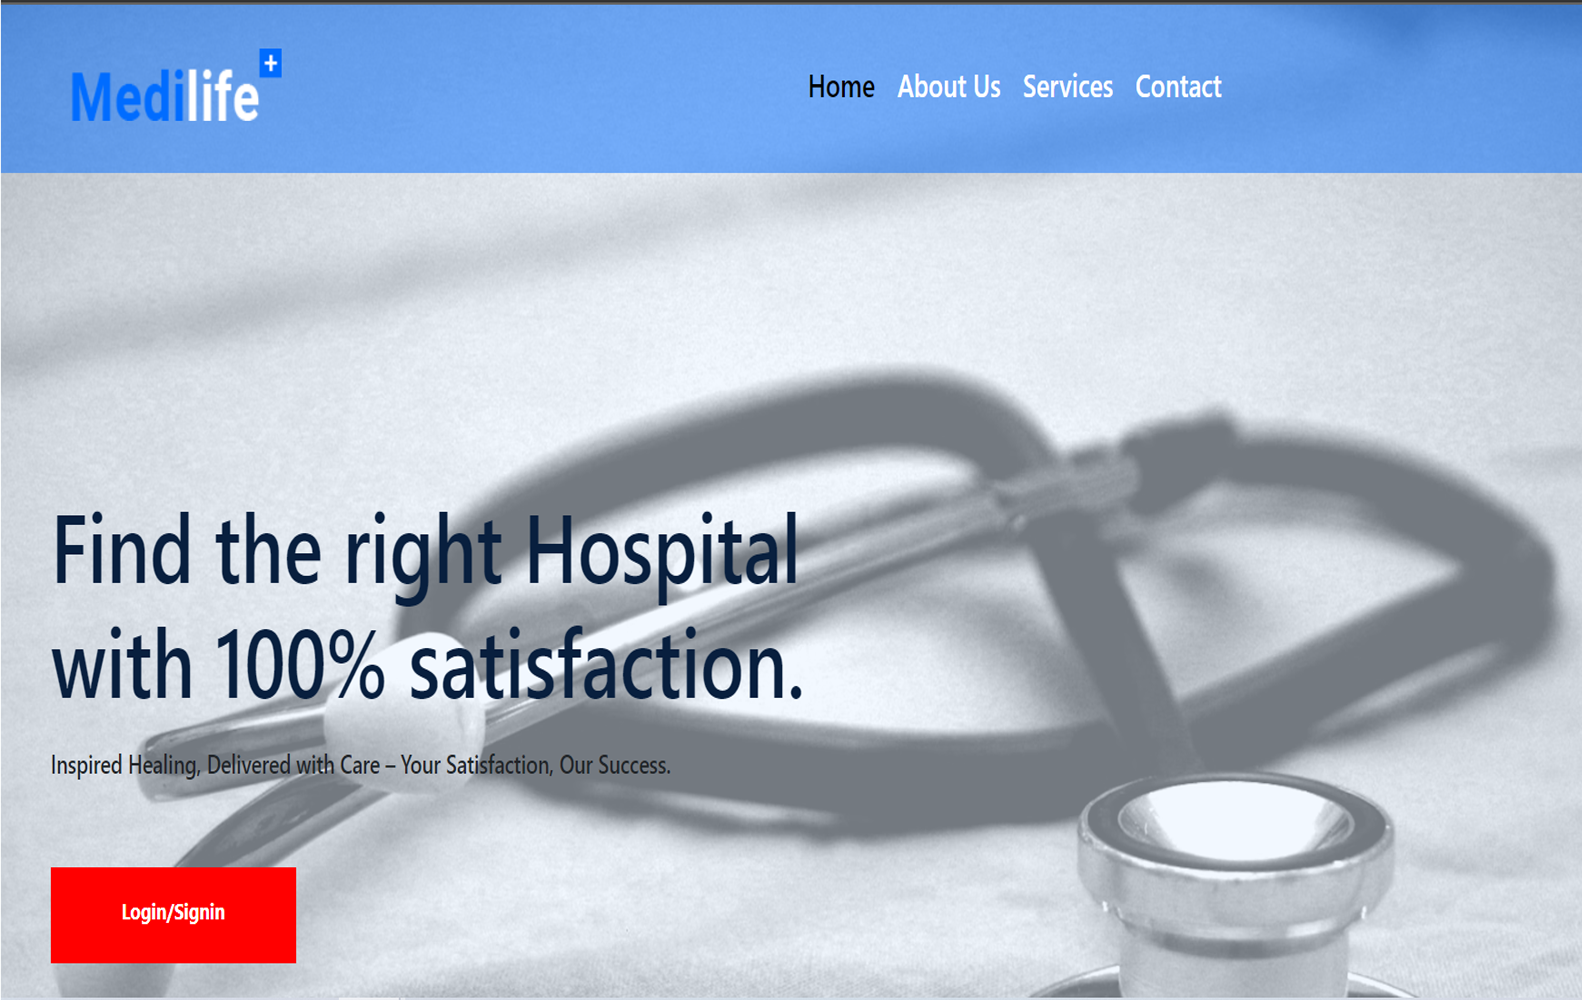 Medilife+
Home About Us Services Contact
Find the right Hospital
with 100% satisfaction.
Inspired Healing, Delivered with Care – Your Satisfaction, Our Success.
Login/Signin